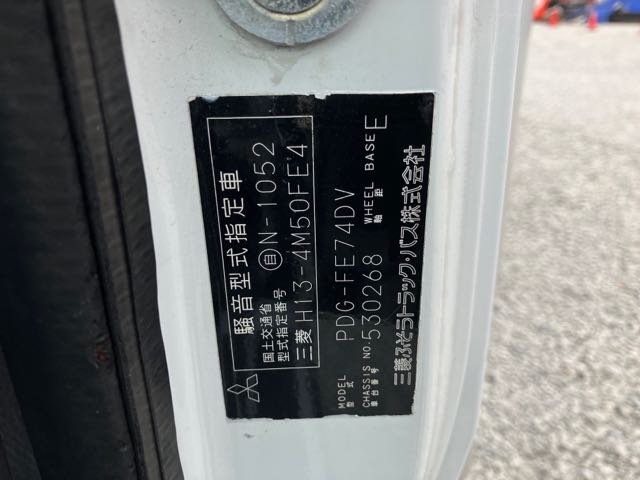 騒音型式指定車
国土交通省
型式指定番号
自 N-1052
三菱 H13-4M50FE4
MODEL
型式
PDG-FE74DV
CHASSIS NO.
車台番号
530268
WHEEL BASE
軸距
E
三菱ふそうトラック・バス株式会社